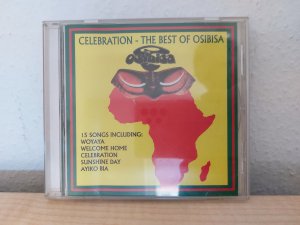 CELEBRATION - THE BEST OF OSIBISA
OSIBISA
15 SONGS INCLUDING:
WOYAYA
WELCOME HOME
CELEBRATION
SUNSHINE DAY
AYIKO BIA